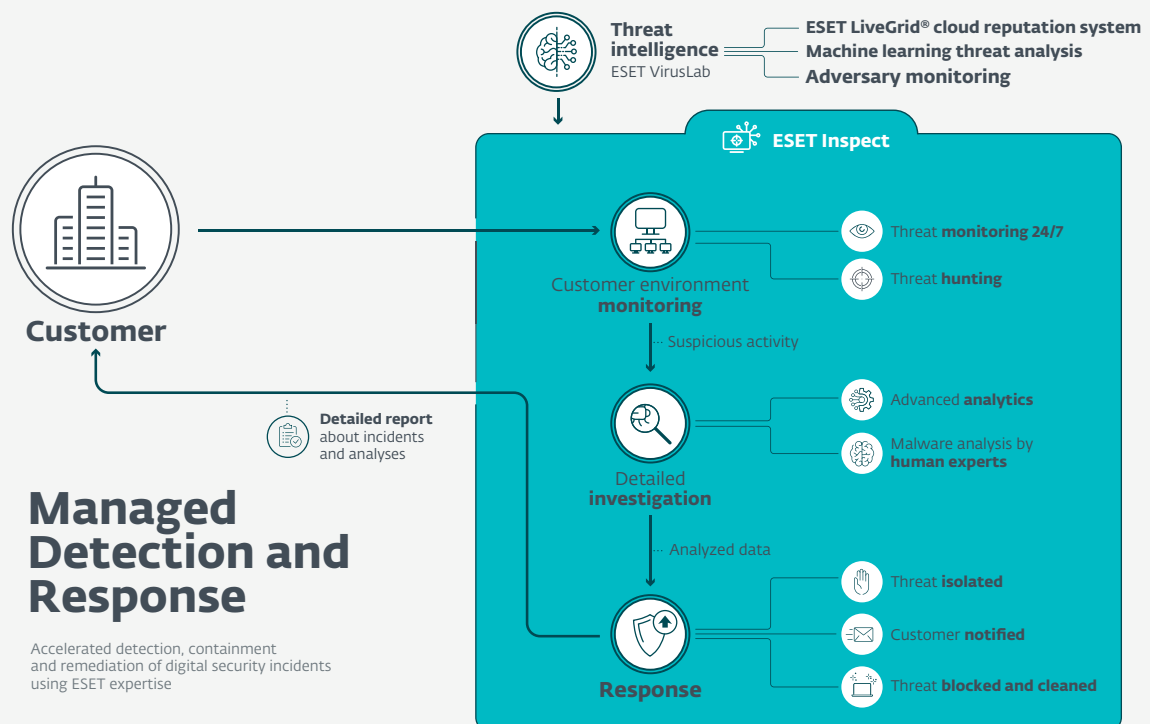 Threat
intelligence
ESET VirusLab
ESET LiveGrid® cloud reputation system
Machine learning threat analysis
Adversary monitoring
ESET Inspect
Customer
Customer environment
monitoring
Threat monitoring 24/7
Threat hunting
Suspicious activity
Detailed
investigation
Advanced analytics
Malware analysis by
human experts
Analyzed data
Response
Threat isolated
Customer notified
Threat blocked and cleaned
Detailed report
about incidents
and analyses
Managed
Detection and
Response
Accelerated detection, containment
and remediation of digital security incidents
using ESET expertise